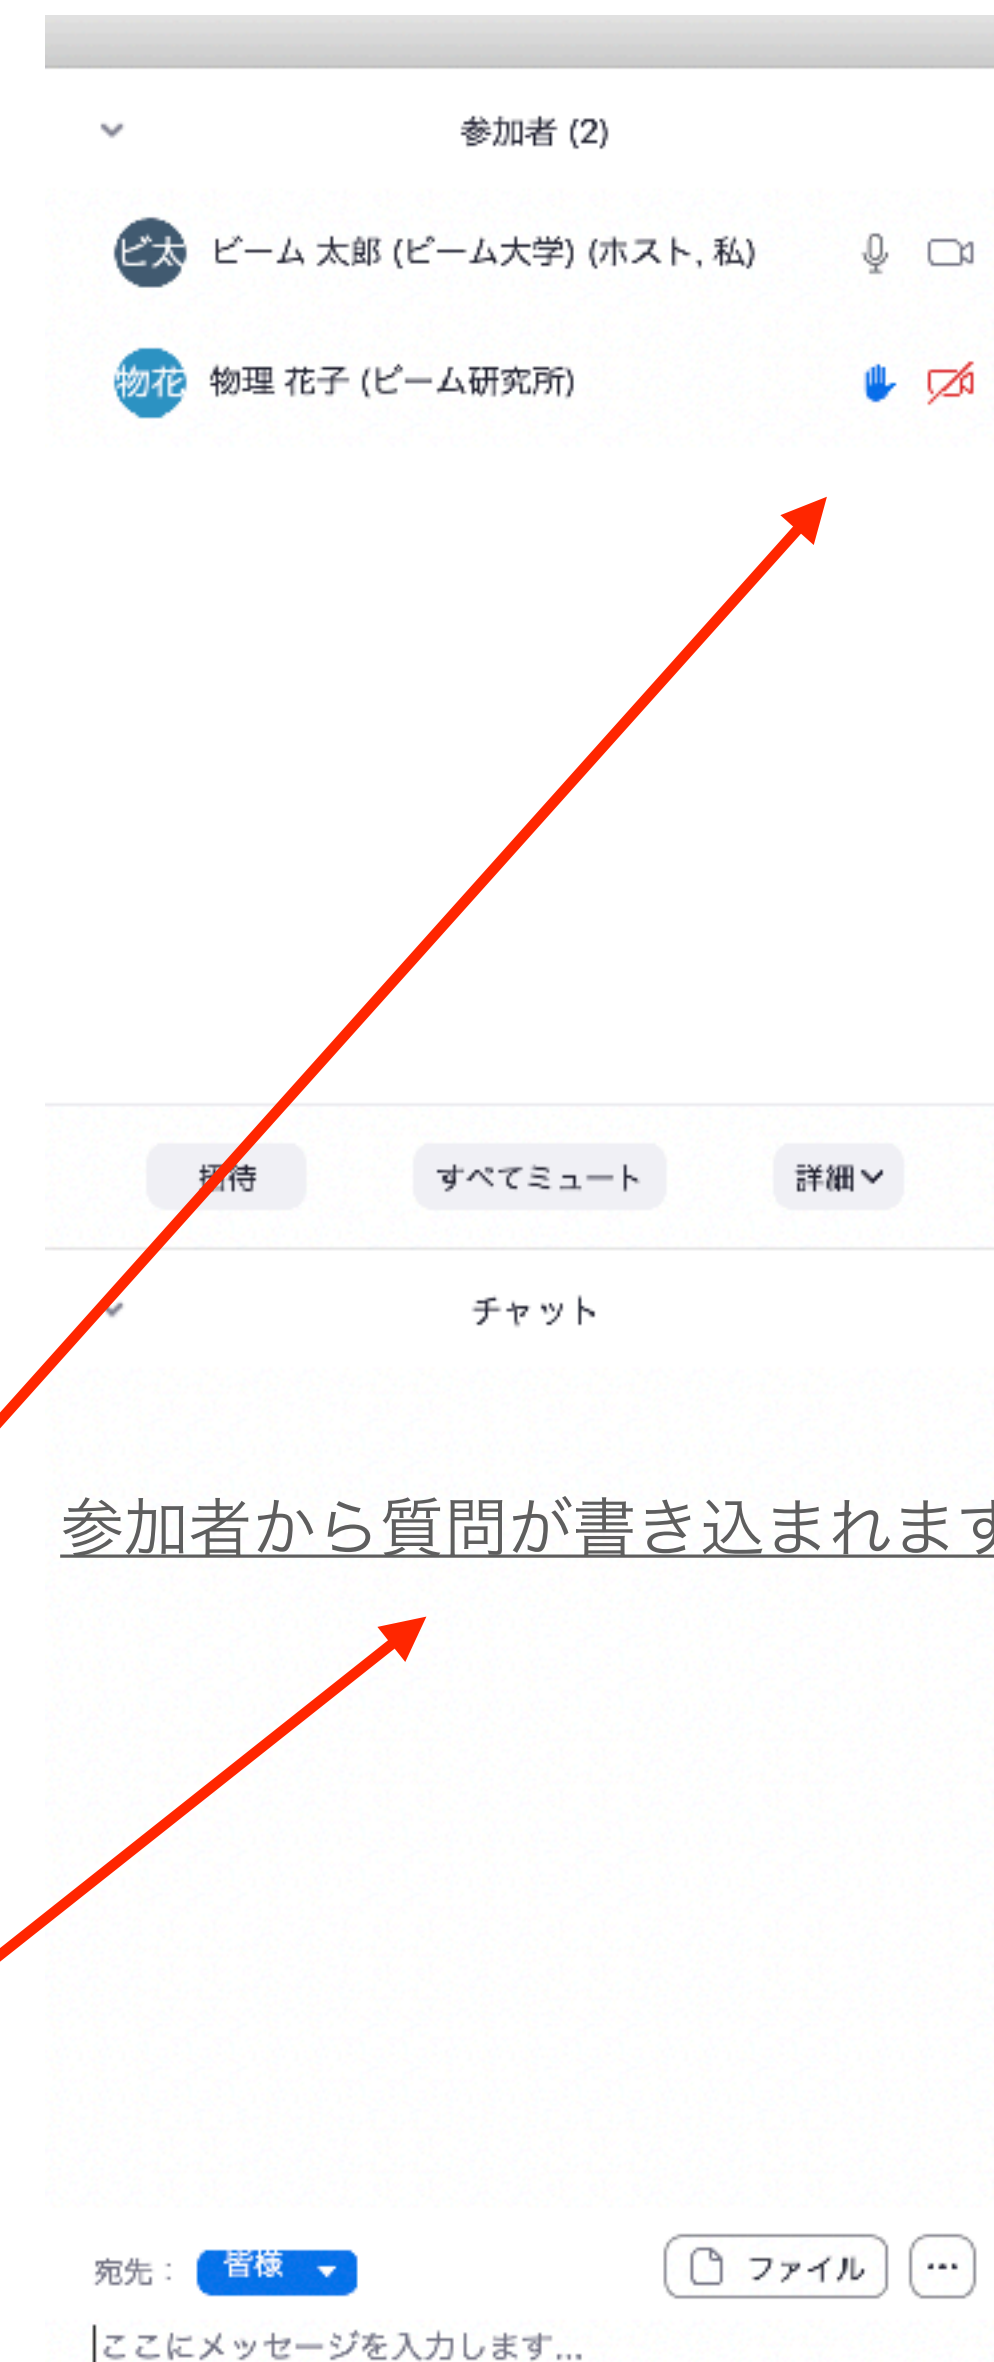 参加者 (2)
ビ太 ビーム 太郎 (ビーム大学) (ホスト, 私)
物花 物理 花子 (ビーム研究所)
招待 すべてミュート 詳細
チャット
参加者から質問が書き込まれます
宛先： 皆様 ファイル ...
ここにメッセージを入力します...